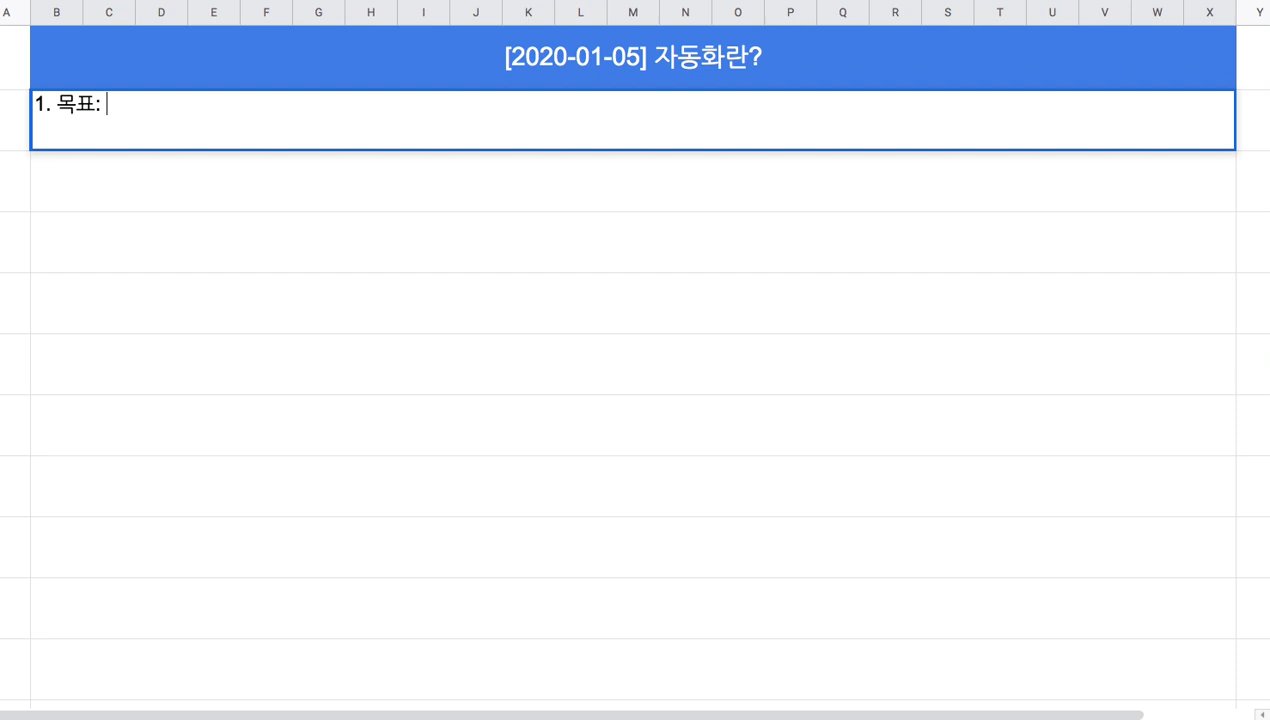 A B C D E F G H I J K L M N O P Q R S T U V W X Y
[2020-01-05] 자동화란?
1. 목표: